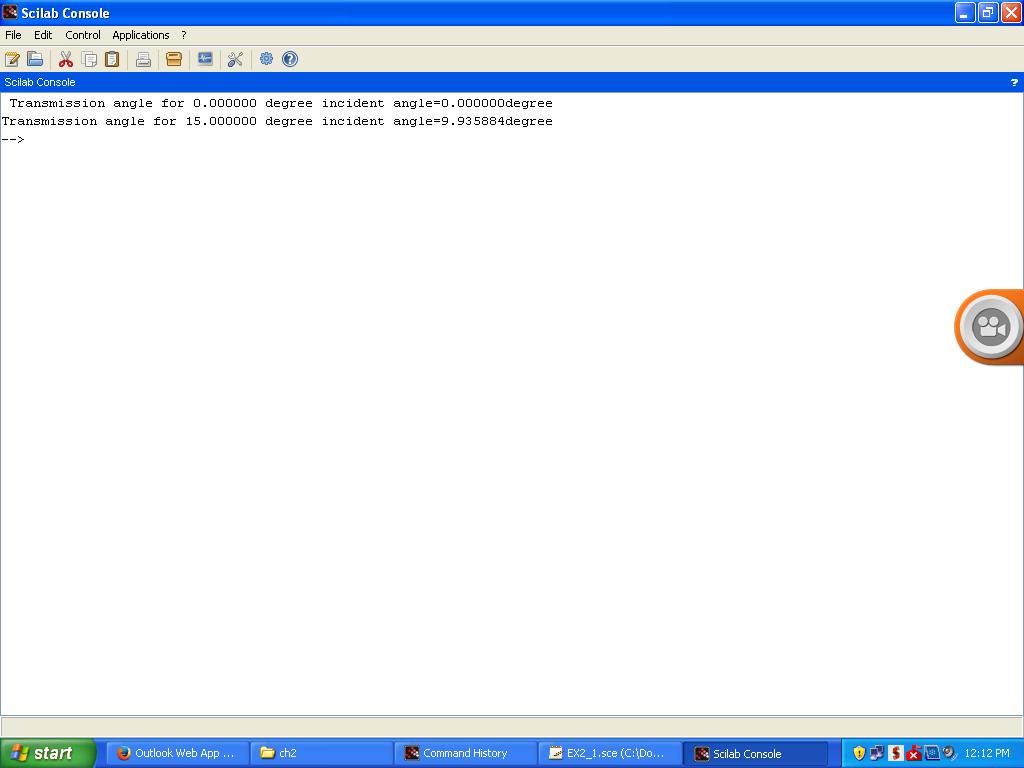 Scilab Console
File Edit Control Applications ?
Scilab Console ?
Transmission angle for 0.000000 degree incident angle=0.000000degree
Transmission angle for 15.000000 degree incident angle=9.935884degree
-->
start Outlook Web App ... ch2 Command History EX2_1.sce (C:\Do... Scilab Console 12:12 PM